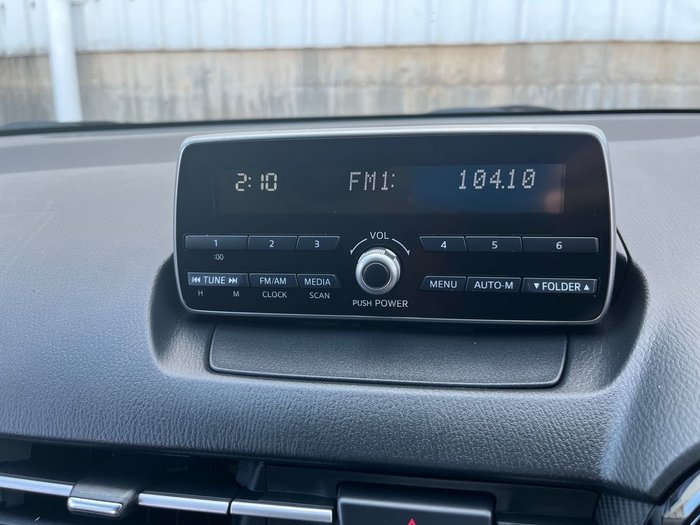 2:10 FM1: 104.10
VOL
1 2 3 4 5 6
:00
⏮ TUNE ⏭ FM/AM MEDIA MENU AUTO-M ▼ FOLDER ▲
H M CLOCK SCAN PUSH POWER